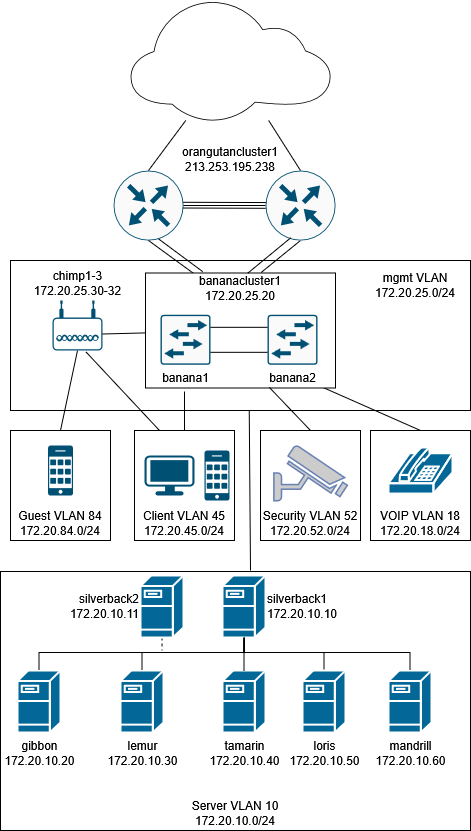 orangutancluster1
213.253.195.238
chimp1-3
172.20.25.30-32
bananacluster1
172.20.25.20
mgmt VLAN
172.20.25.0/24
banana1
banana2
Guest VLAN 84
172.20.84.0/24
Client VLAN 45
172.20.45.0/24
Security VLAN 52
172.20.52.0/24
VOIP VLAN 18
172.20.18.0/24
silverback2
172.20.10.11
silverback1
172.20.10.10
gibbon
172.20.10.20
lemur
172.20.10.30
tamarin
172.20.10.40
loris
172.20.10.50
mandrill
172.20.10.60
Server VLAN 10
172.20.10.0/24